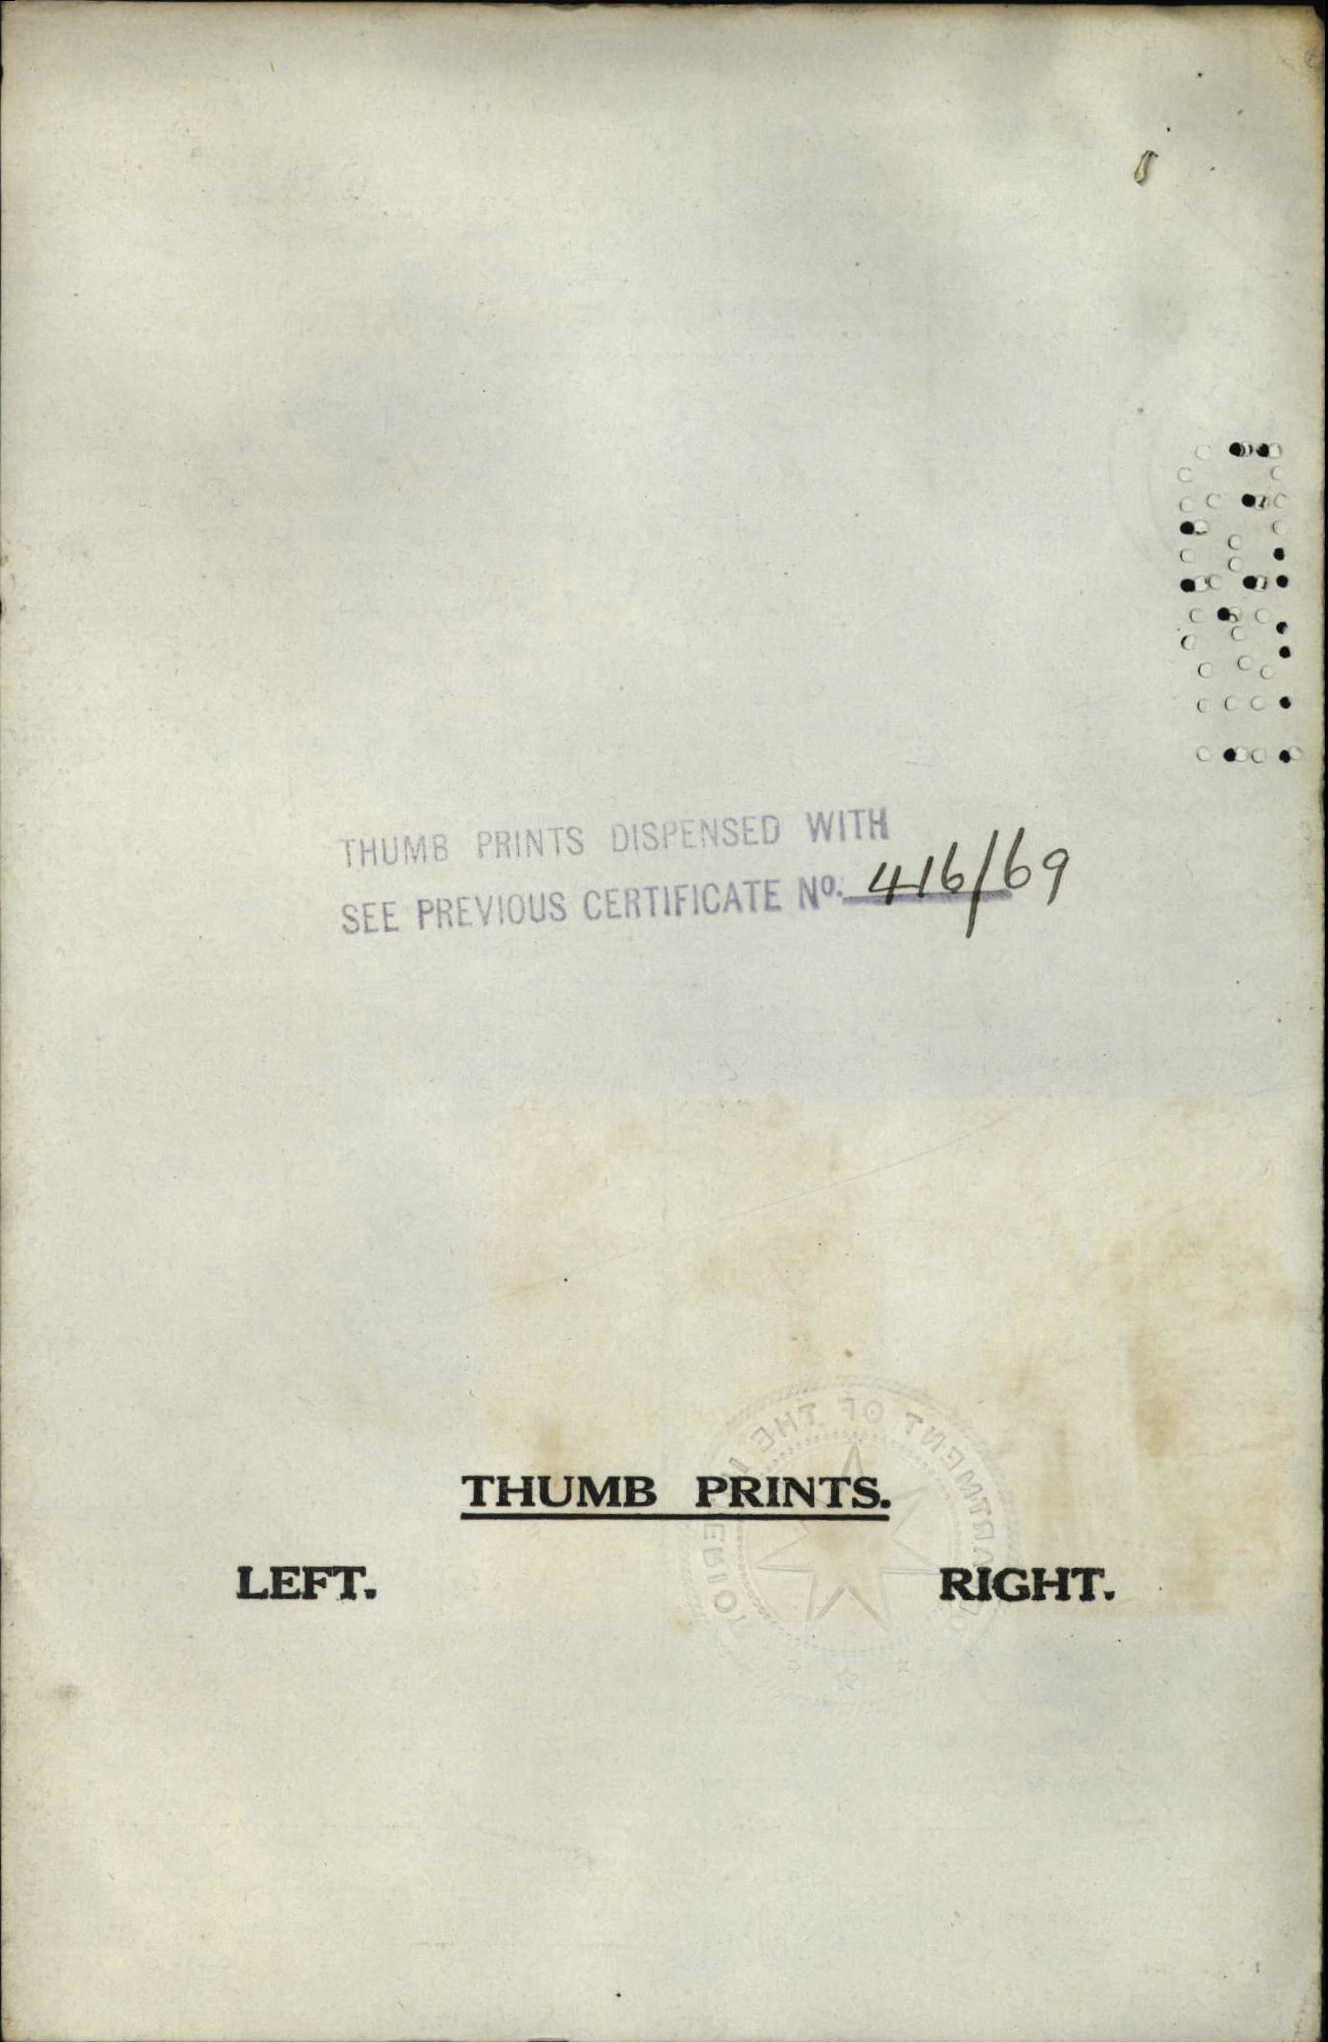 THUMB PRINTS DISPENSED WITH
SEE PREVIOUS CERTIFICATE Nº. 416/69
THUMB PRINTS.
LEFT.
RIGHT.